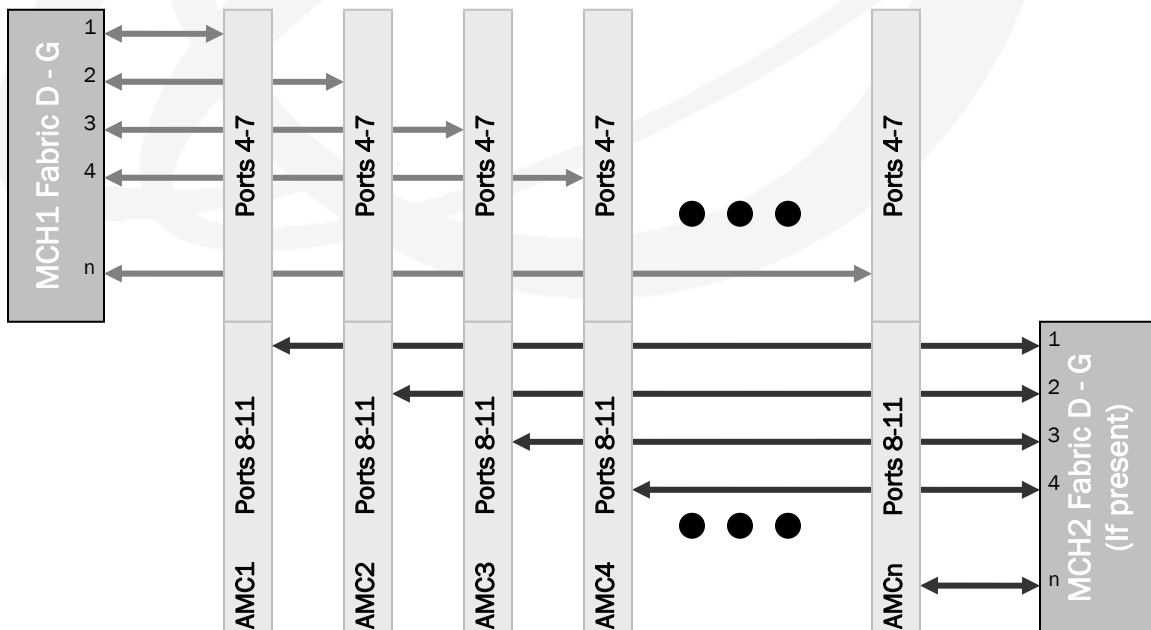 MCH1 Fabric D - G
1
2
3
4
n
Ports 4-7
Ports 4-7
Ports 4-7
Ports 4-7
Ports 4-7
Ports 8-11
Ports 8-11
Ports 8-11
Ports 8-11
Ports 8-11
AMC1
AMC2
AMC3
AMC4
AMCn
1
2
3
4
n
MCH2 Fabric D - G
(If present)